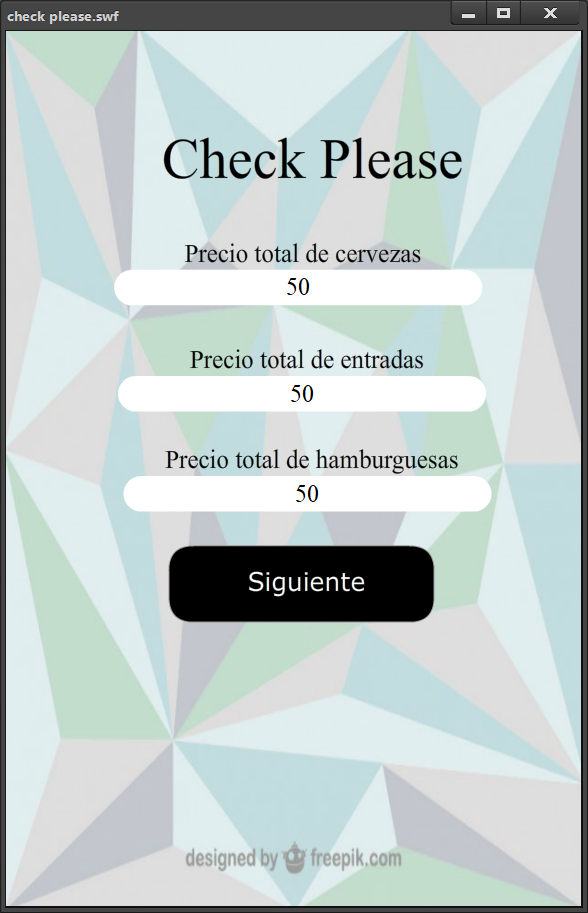 check please.swf
Check Please
Precio total de cervezas
50
Precio total de entradas
50
Precio total de hamburguesas
50
Siguiente
designed by freepik.com